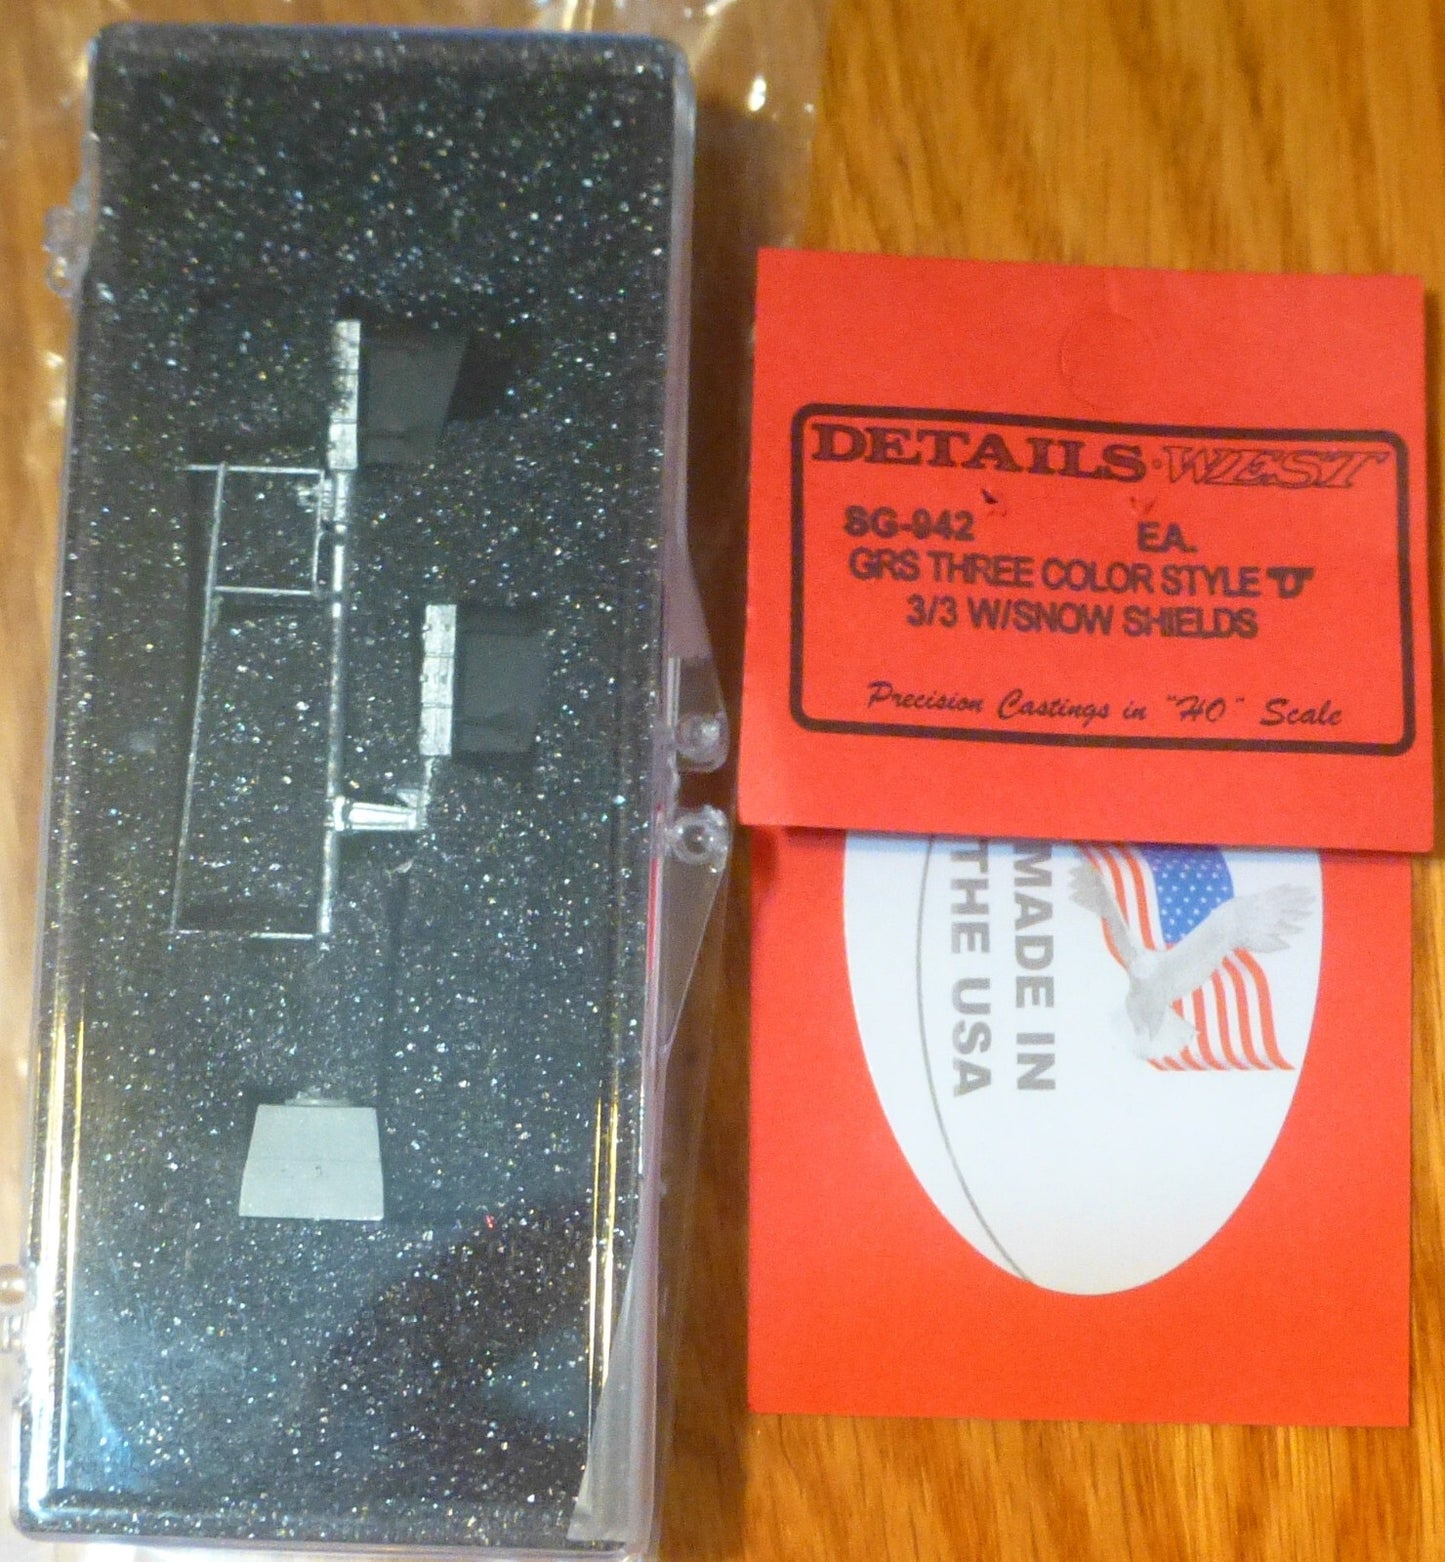 DETAILS·WEST
SG-942 EA.
GRS THREE COLOR STYLE "D"
3/3 W/SNOW SHIELDS
Precision Castings in "HO" Scale
MADE IN
THE USA